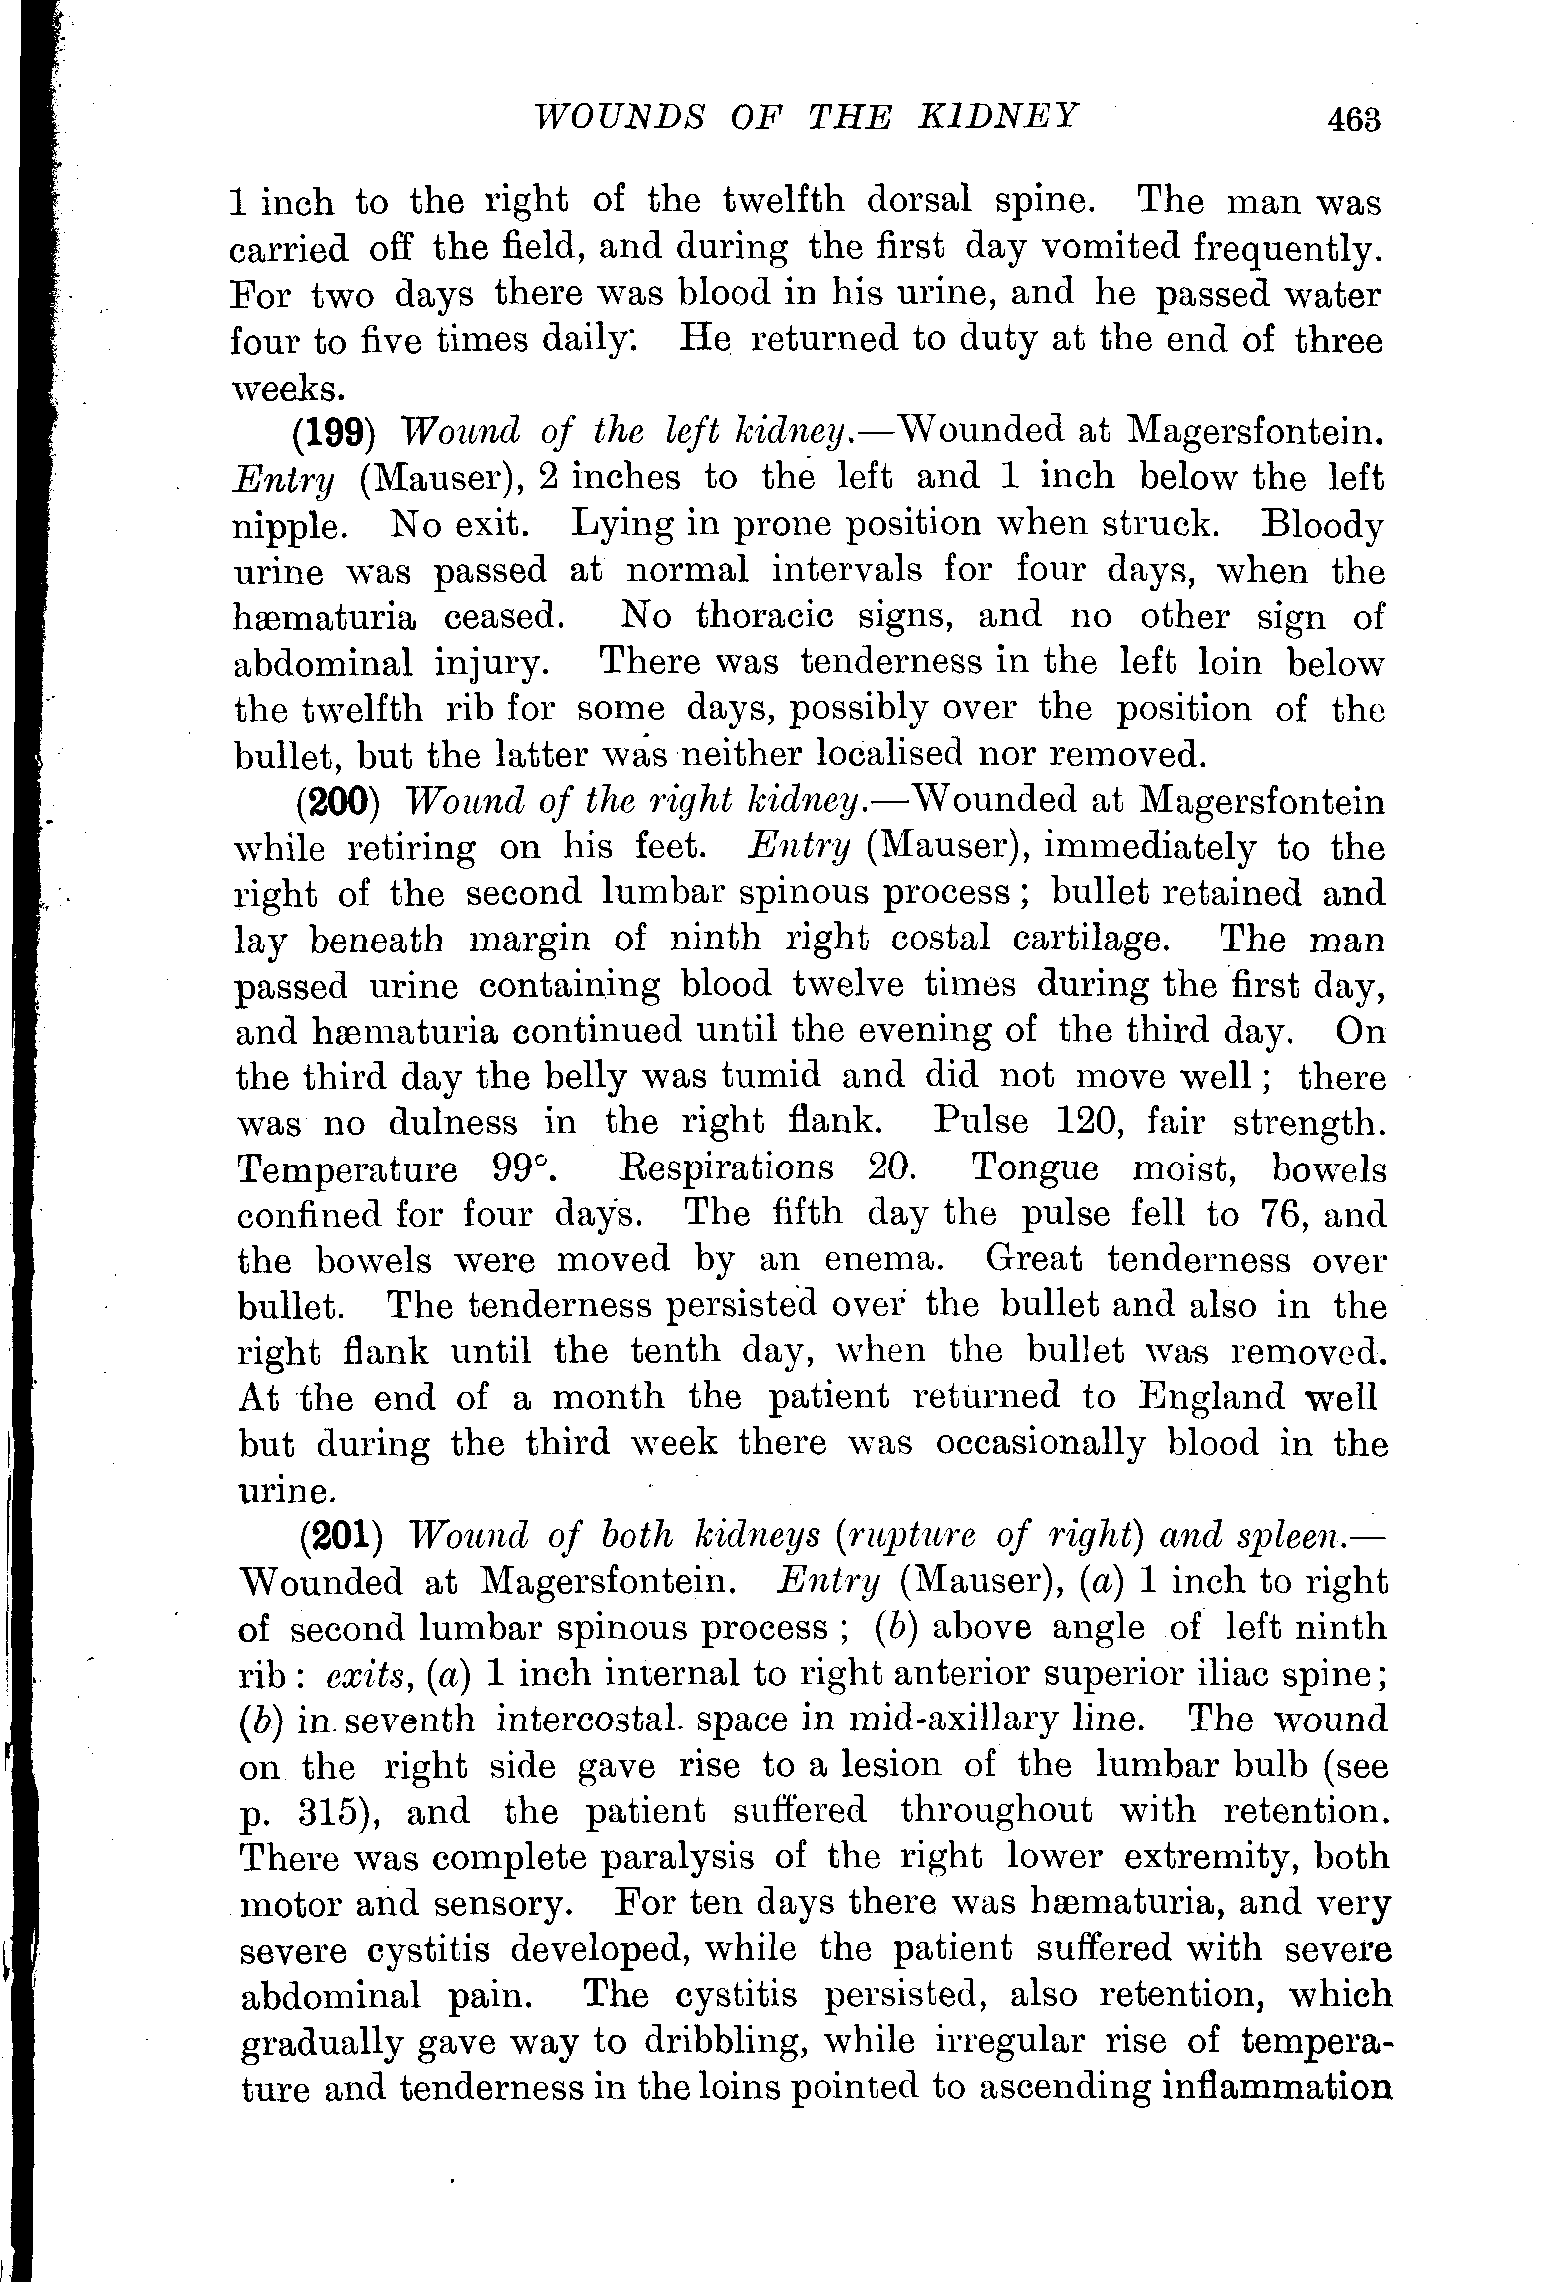 WOUNDS OF THE KIDNEY 463
1 inch to the right of the twelfth dorsal spine. The man was
carried off the field, and during the first day vomited frequently.
For two days there was blood in his urine, and he passed water
four to five times daily. He returned to duty at the end of three
weeks.
(199) Wound of the left kidney.—Wounded at Magersfontein.
Entry (Mauser), 2 inches to the left and 1 inch below the left
nipple. No exit. Lying in prone position when struck. Bloody
urine was passed at normal intervals for four days, when the
hæmaturia ceased. No thoracic signs, and no other sign of
abdominal injury. There was tenderness in the left loin below
the twelfth rib for some days, possibly over the position of the
bullet, but the latter was neither localised nor removed.
(200) Wound of the right kidney.—Wounded at Magersfontein
while retiring on his feet. Entry (Mauser), immediately to the
right of the second lumbar spinous process; bullet retained and
lay beneath margin of ninth right costal cartilage. The man
passed urine containing blood twelve times during the first day,
and hæmaturia continued until the evening of the third day. On
the third day the belly was tumid and did not move well; there
was no dulness in the right flank. Pulse 120, fair strength.
Temperature 99°. Respirations 20. Tongue moist, bowels
confined for four days. The fifth day the pulse fell to 76, and
the bowels were moved by an enema. Great tenderness over
bullet. The tenderness persisted over the bullet and also in the
right flank until the tenth day, when the bullet was removed.
At the end of a month the patient returned to England well
but during the third week there was occasionally blood in the
urine.
(201) Wound of both kidneys (rupture of right) and spleen.—
Wounded at Magersfontein. Entry (Mauser), (a) 1 inch to right
of second lumbar spinous process; (b) above angle of left ninth
rib: exits, (a) 1 inch internal to right anterior superior iliac spine;
(b) in seventh intercostal space in mid-axillary line. The wound
on the right side gave rise to a lesion of the lumbar bulb (see
p. 315), and the patient suffered throughout with retention.
There was complete paralysis of the right lower extremity, both
motor and sensory. For ten days there was hæmaturia, and very
severe cystitis developed, while the patient suffered with severe
abdominal pain. The cystitis persisted, also retention, which
gradually gave way to dribbling, while irregular rise of tempera-
ture and tenderness in the loins pointed to ascending inflammation